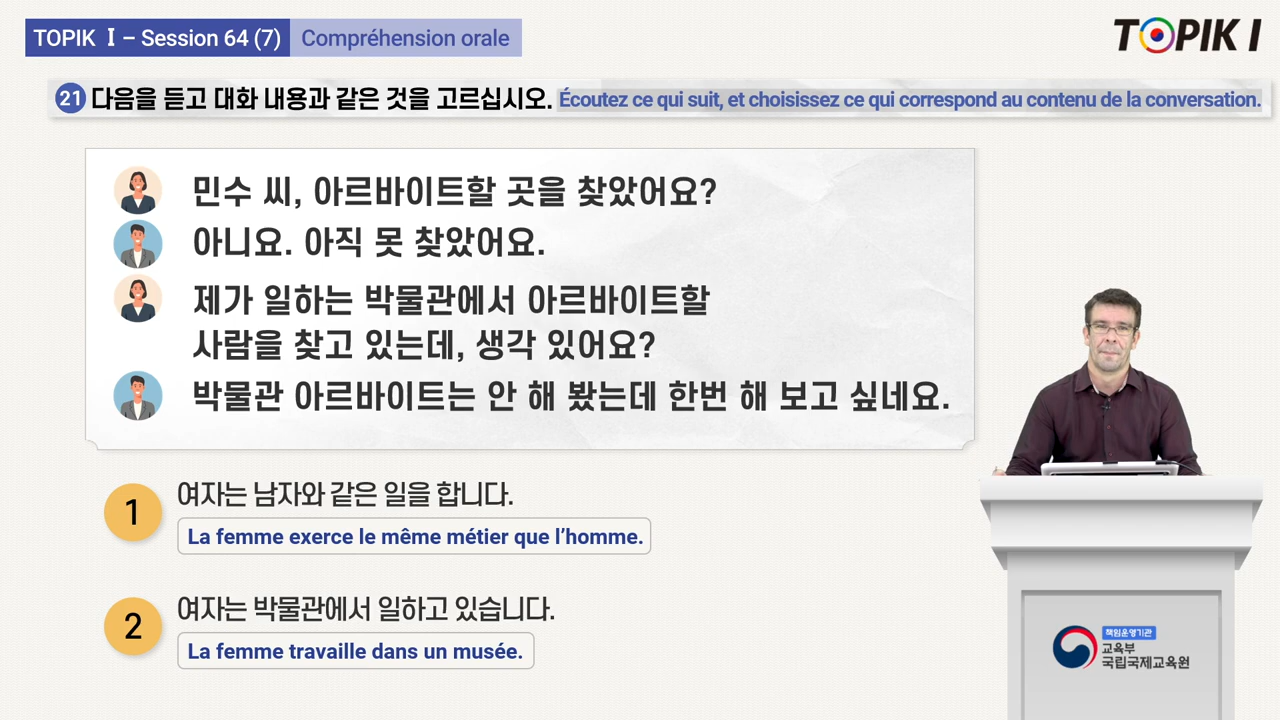 TOPIK Ⅰ – Session 64 (7) Compréhension orale
TOPIK I
21 다음을 듣고 대화 내용과 같은 것을 고르십시오. Écoutez ce qui suit, et choisissez ce qui correspond au contenu de la conversation.
민수 씨, 아르바이트할 곳을 찾았어요?
아니요. 아직 못 찾았어요.
제가 일하는 박물관에서 아르바이트할
사람을 찾고 있는데, 생각 있어요?
박물관 아르바이트는 안 해 봤는데 한번 해 보고 싶네요.
1 여자는 남자와 같은 일을 합니다.
La femme exerce le même métier que l’homme.
2 여자는 박물관에서 일하고 있습니다.
La femme travaille dans un musée.
책임운영기관
교육부
국립국제교육원